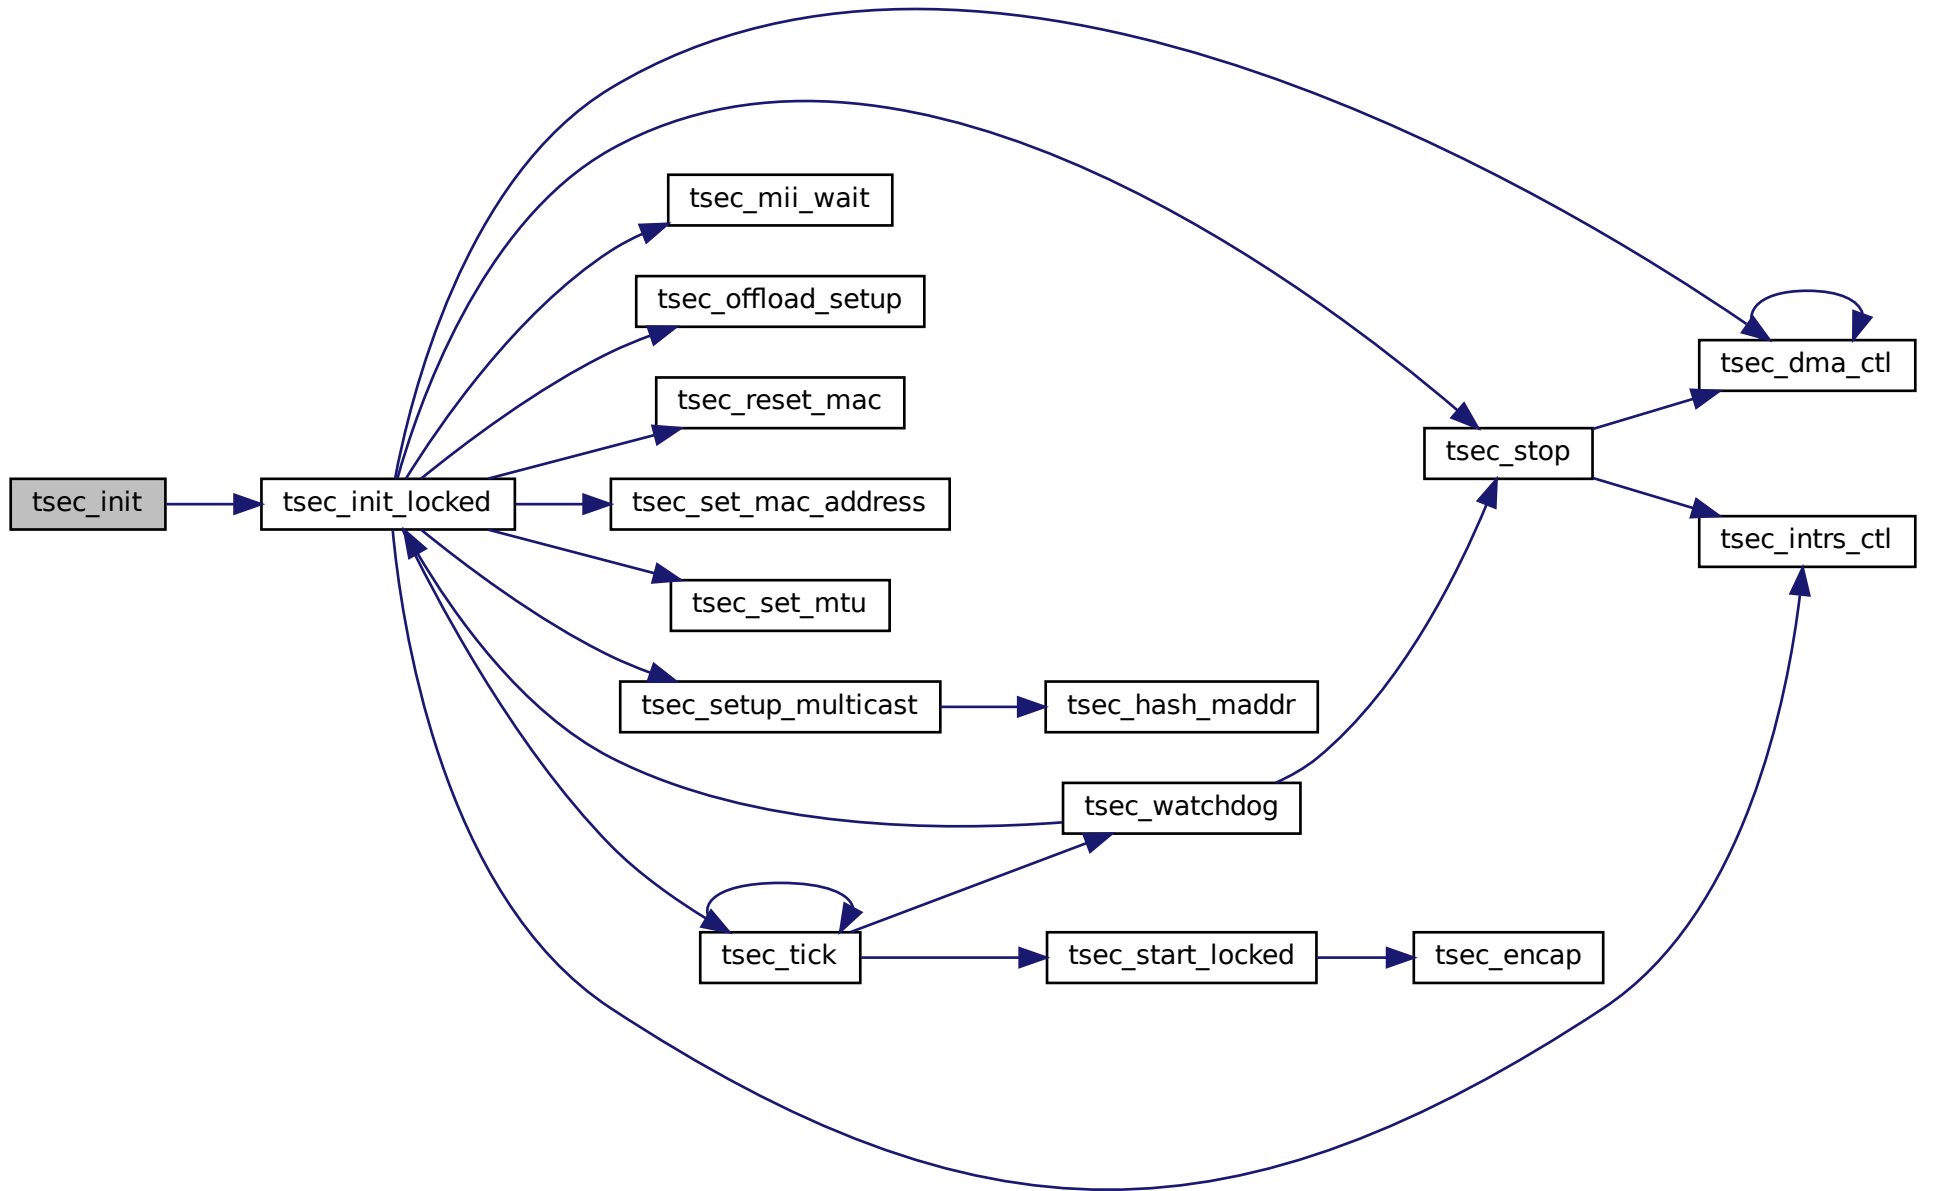 tsec_init
tsec_init_locked
tsec_mii_wait
tsec_offload_setup
tsec_reset_mac
tsec_set_mac_address
tsec_set_mtu
tsec_setup_multicast
tsec_hash_maddr
tsec_watchdog
tsec_tick
tsec_start_locked
tsec_encap
tsec_stop
tsec_dma_ctl
tsec_intrs_ctl